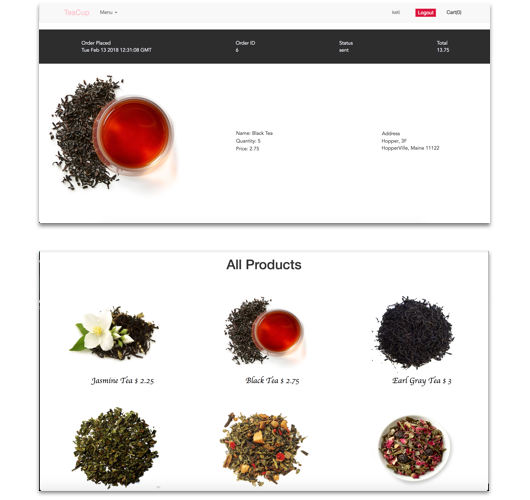 TeaCup Menu kati Logout Cart(0)
Order Placed Order ID Status Total
Tue Feb 13 2018 12:31:08 GMT 6 sent 13.75
Name: Black Tea
Quantity: 5
Price: 2.75
Address
Hopper, 3F
HopperVille, Maine 11122
All Products
Jasmine Tea $ 2.25 Black Tea $ 2.75 Earl Gray Tea $ 3